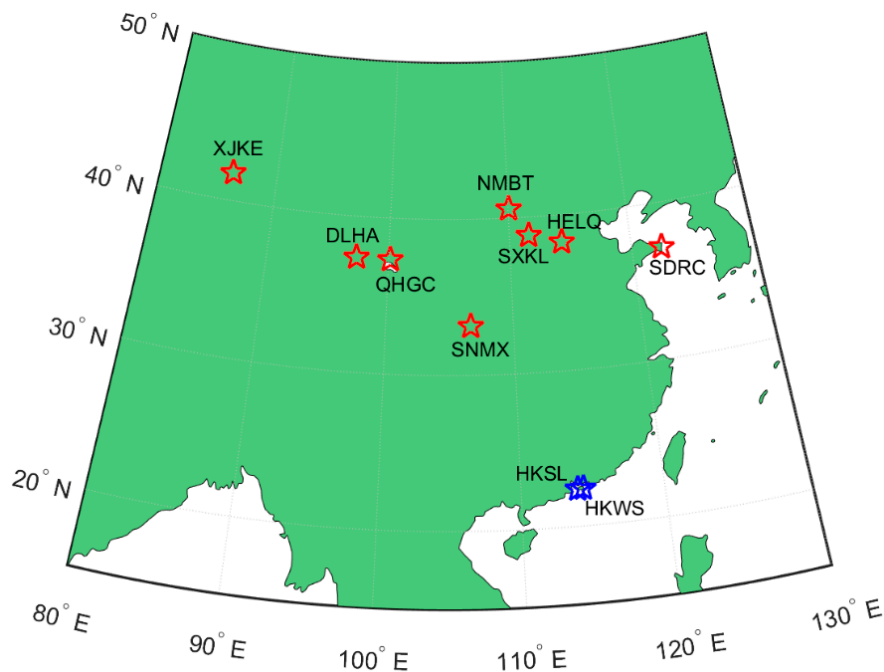 50° N
XJKE
40° N
NMBT
HELQ
DLHA
SXKL
SDRC
QHGC
30° N
SNMX
HKSL
20° N
HKWS
80° E
90° E
100° E
110° E
120° E
130° E